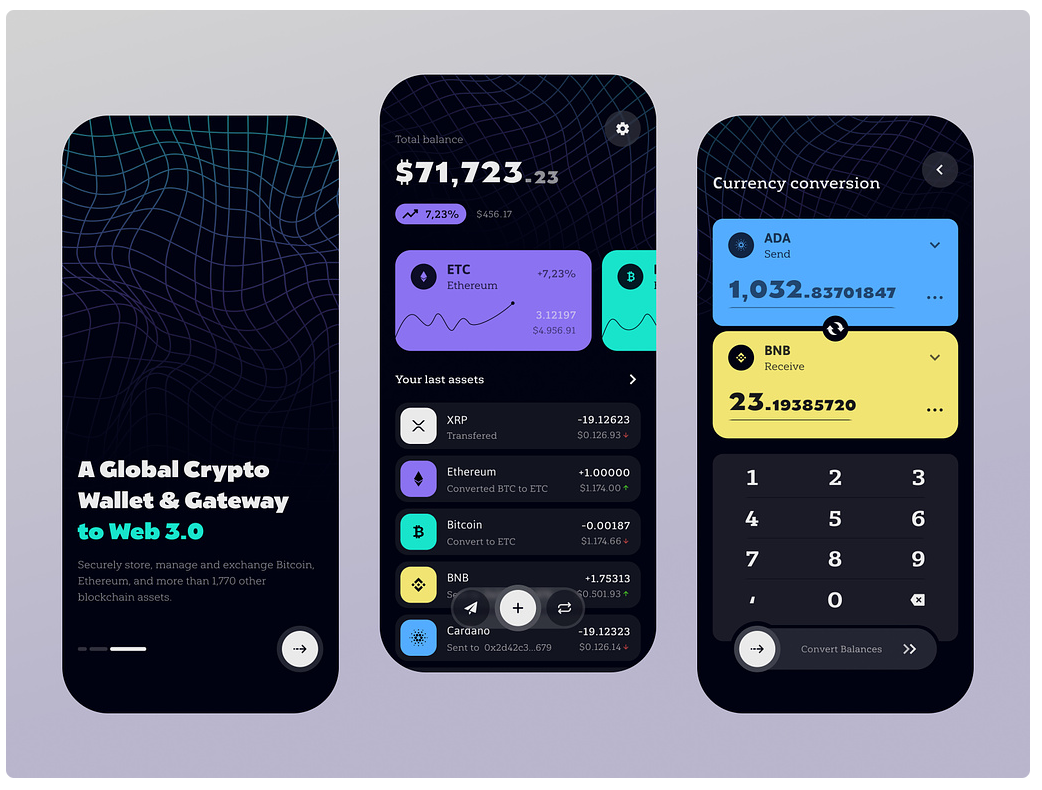 A Global Crypto
Wallet & Gateway
to Web 3.0
Securely store, manage and exchange Bitcoin,
Ethereum, and more than 1,770 other
blockchain assets.
Total balance
$71,723.23
7,23% $456.17
ETC +7,23%
Ethereum
3.12197
$4.956.91
Your last assets
XRP -19.12623
Transfered $0.126.93
Ethereum +1.00000
Converted BTC to ETC $1.174.00
Bitcoin -0.00187
Convert to ETC $1.174.66
BNB +1.75313
$0.501.93
Cardano -19.12323
Sent to 0x2d42c3...679 $0.126.14
Currency conversion
ADA
Send
1,032.83701847 ...
BNB
Receive
23.19385720 ...
1 2 3
4 5 6
7 8 9
, 0
Convert Balances